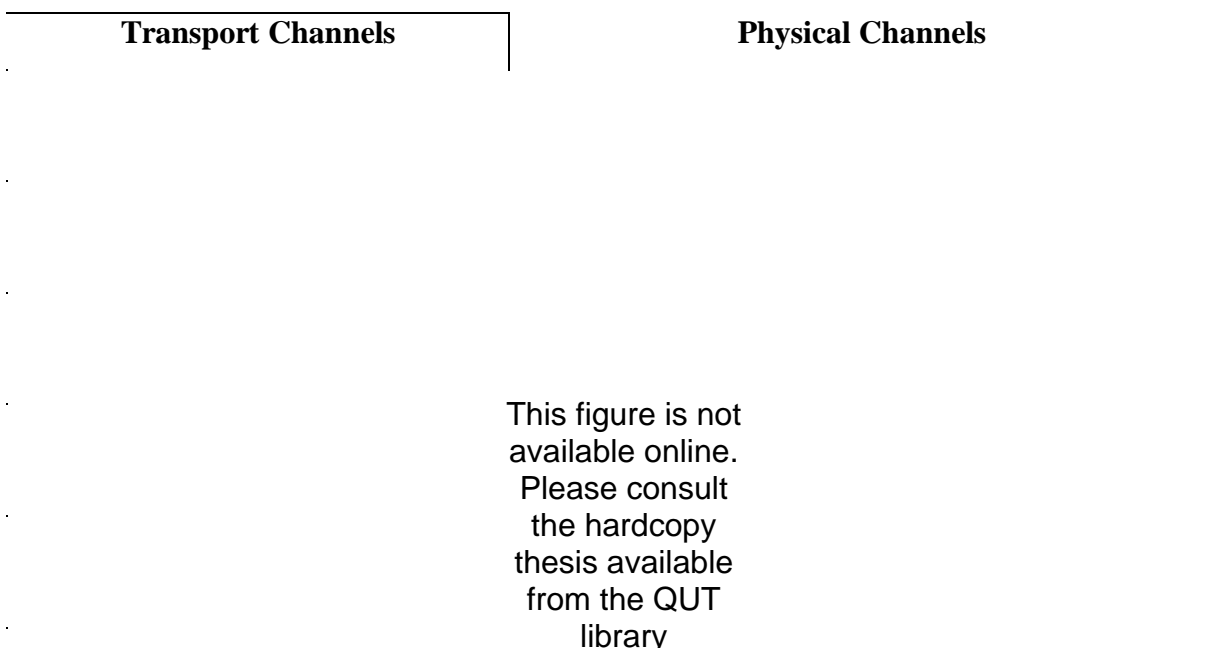 Transport Channels Physical Channels
This figure is not
available online.
Please consult
the hardcopy
thesis available
from the QUT
library